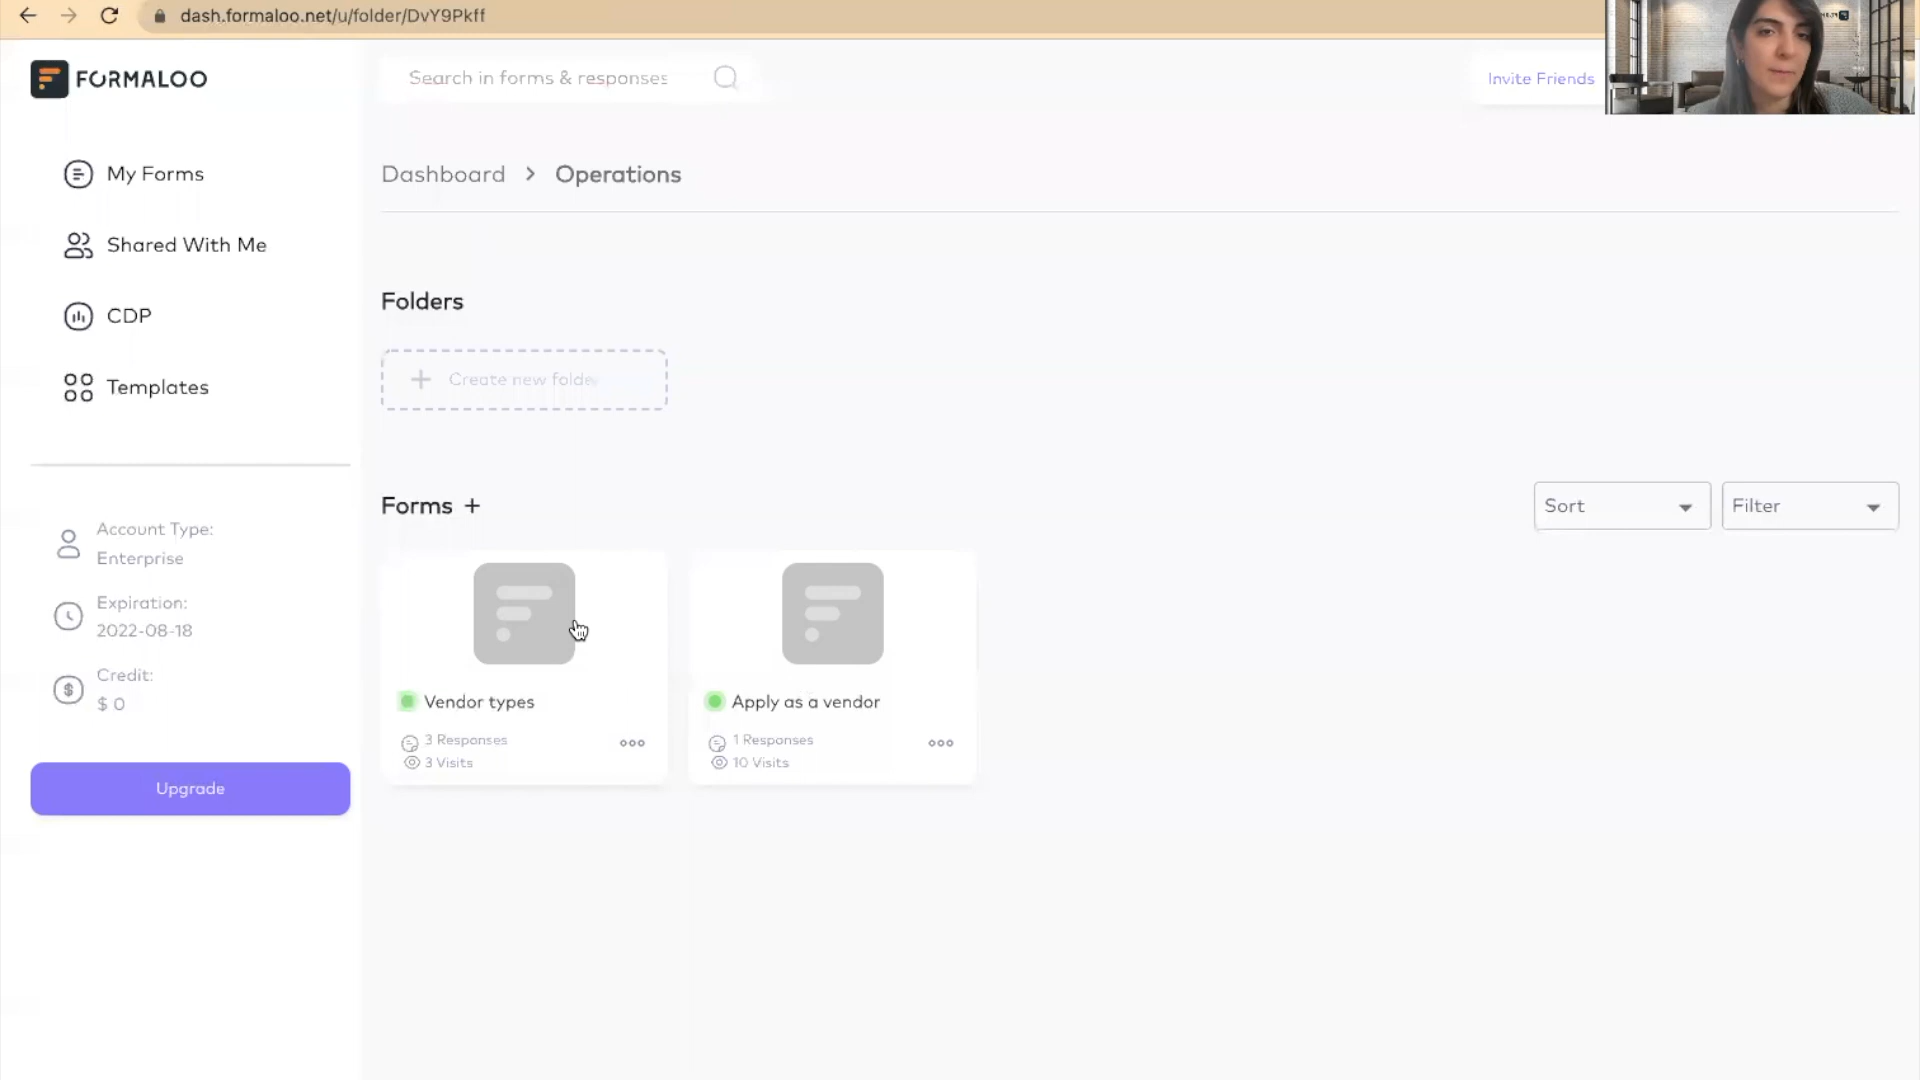 dash.formaloo.net/u/folder/DvY9Pkff
FORMALOO
Search in forms & responses
Invite Friends
My Forms
Shared With Me
CDP
Templates
Dashboard > Operations
Folders
+ Create new folder
Forms +
Sort
Filter
Account Type:
Enterprise
Expiration:
2022-08-18
Credit:
$ 0
Upgrade
Vendor types
3 Responses
3 Visits
Apply as a vendor
1 Responses
10 Visits